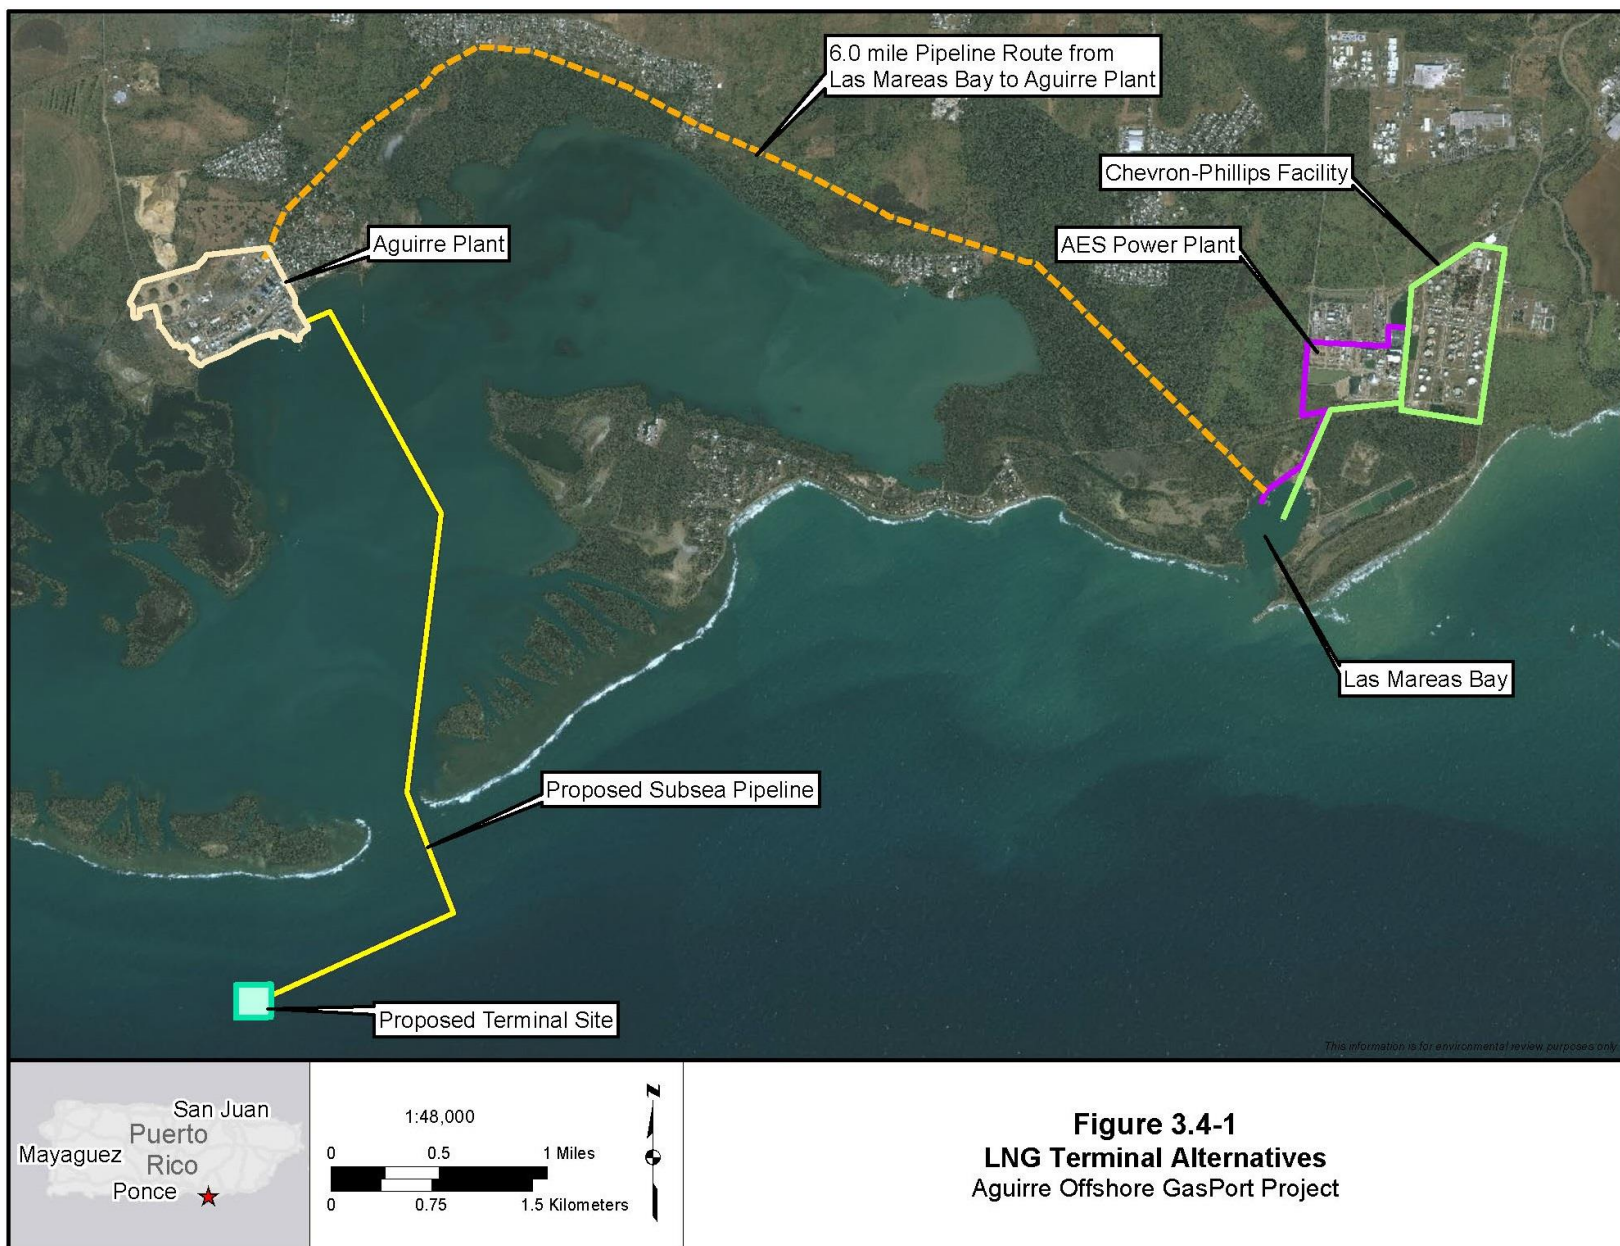 6.0 mile Pipeline Route from
Las Mareas Bay to Aguirre Plant
Chevron-Phillips Facility
Aguirre Plant
AES Power Plant
Las Mareas Bay
Proposed Subsea Pipeline
Proposed Terminal Site
This information is for environmental review purposes only
San Juan
Puerto
Rico
Mayaguez
Ponce
1:48,000
0 0.5 1 Miles
0 0.75 1.5 Kilometers
N
Figure 3.4-1
LNG Terminal Alternatives
Aguirre Offshore GasPort Project